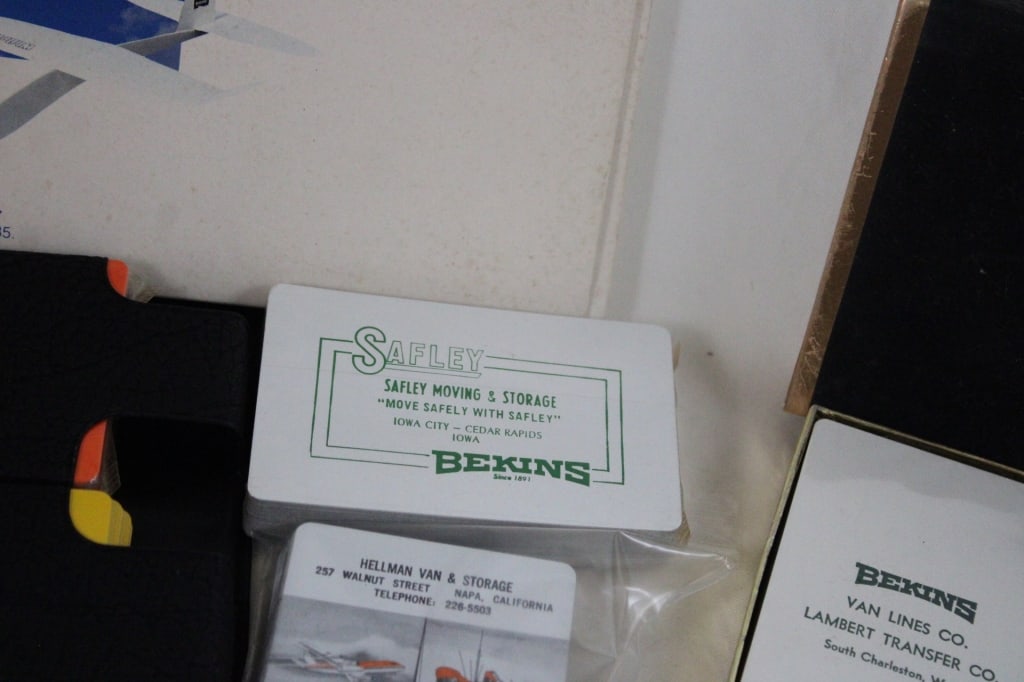 35.
SAFLEY
SAFLEY MOVING & STORAGE
"MOVE SAFELY WITH SAFLEY"
IOWA CITY – CEDAR RAPIDS
IOWA
BEKINS
Since 1891
HELLMAN VAN & STORAGE
257 WALNUT STREET NAPA, CALIFORNIA
TELEPHONE: 226-5503
BEKINS
VAN LINES CO.
LAMBERT TRANSFER CO.
South Charleston,